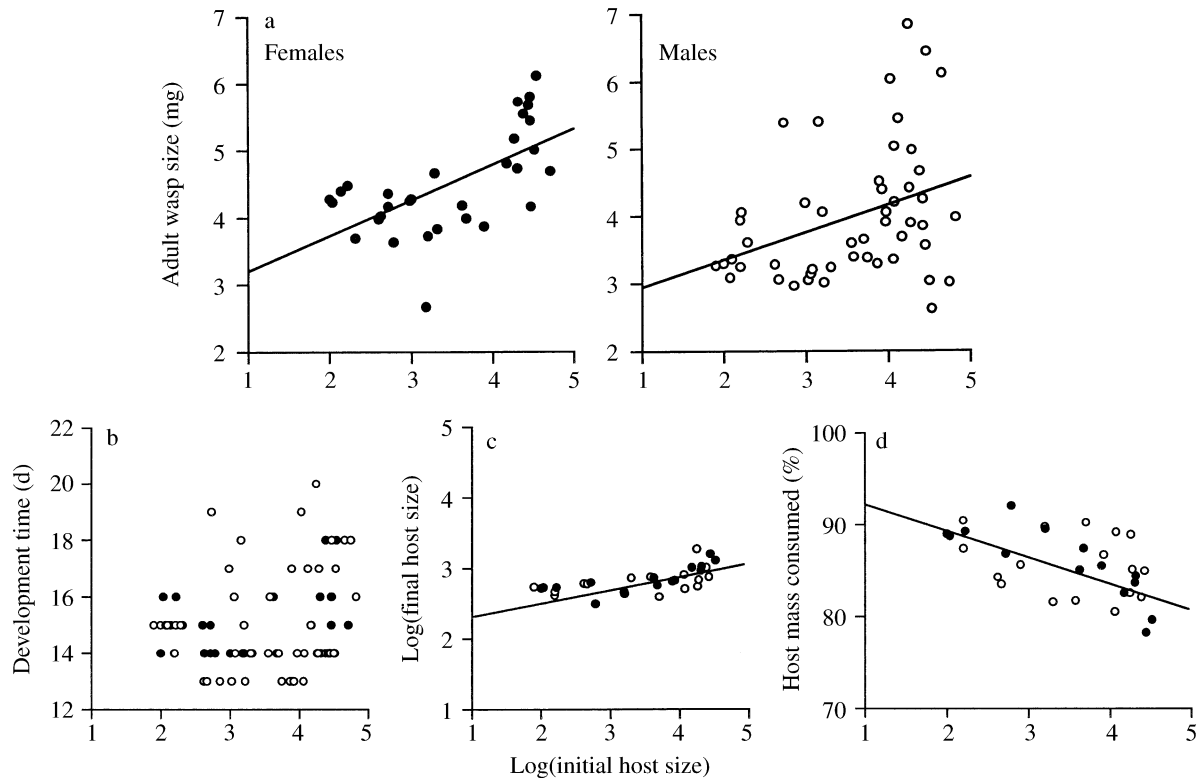 a
Females
Adult wasp size (mg)
7
6
5
4
3
2
1 2 3 4 5
Males
7
6
5
4
3
2
1 2 3 4 5
b
Development time (d)
22
20
18
16
14
12
1 2 3 4 5
c
Log(final host size)
5
4
3
2
1
1 2 3 4 5
d
Host mass consumed (%)
100
90
80
70
1 2 3 4 5
Log(initial host size)